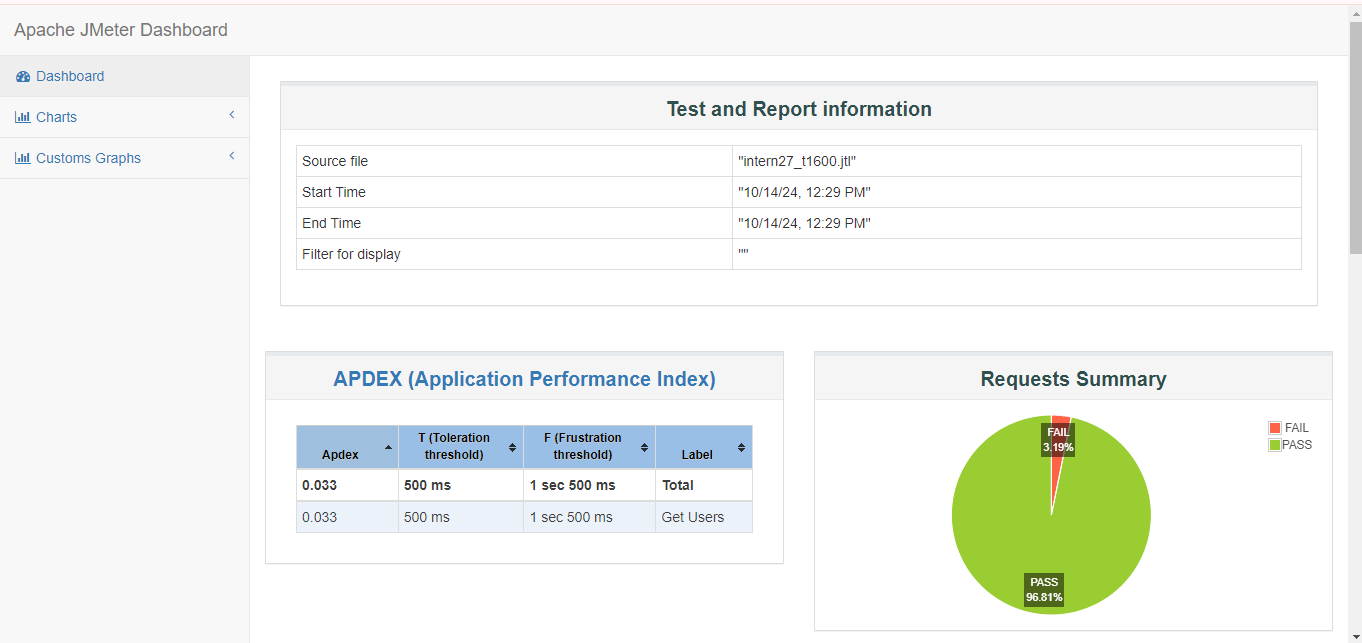 Apache JMeter Dashboard
Dashboard
Charts
Customs Graphs
Test and Report information
Source file "intern27_t1600.jtl"
Start Time "10/14/24, 12:29 PM"
End Time "10/14/24, 12:29 PM"
Filter for display ""
APDEX (Application Performance Index)
Apdex T (Toleration threshold) F (Frustration threshold) Label
0.033 500 ms 1 sec 500 ms Total
0.033 500 ms 1 sec 500 ms Get Users
Requests Summary
FAIL
3.19%
PASS
96.81%
FAIL
PASS